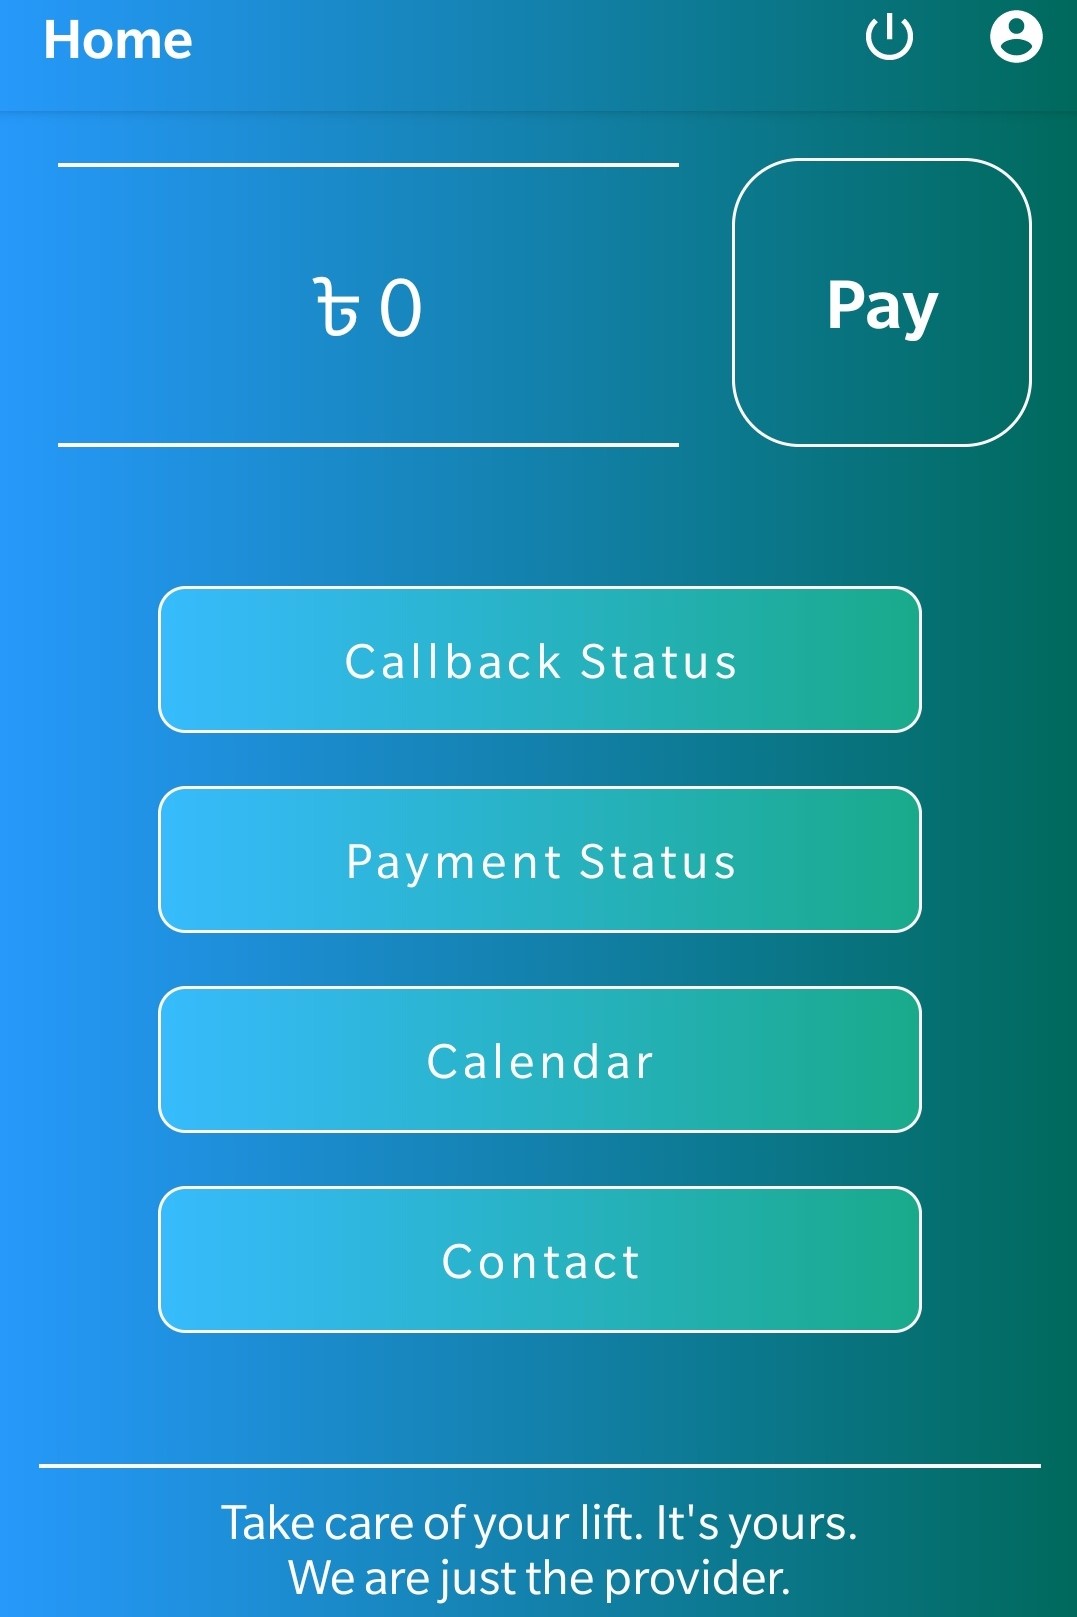 Home
৳ 0
Pay
Callback Status
Payment Status
Calendar
Contact
Take care of your lift. It's yours.
We are just the provider.